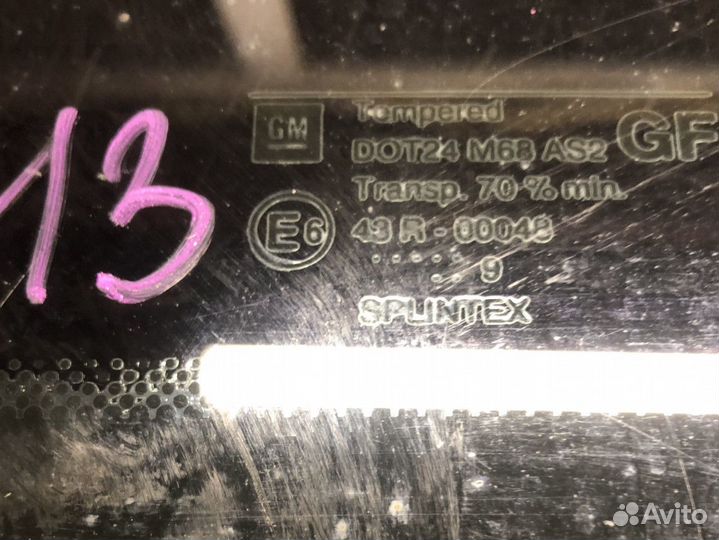 13
GM
Tempered
DOT24 M68 AS2
GF
Transp. 70 % min.
E6
43 R - 00048
..... .. 9
SPLINTEX
Avito